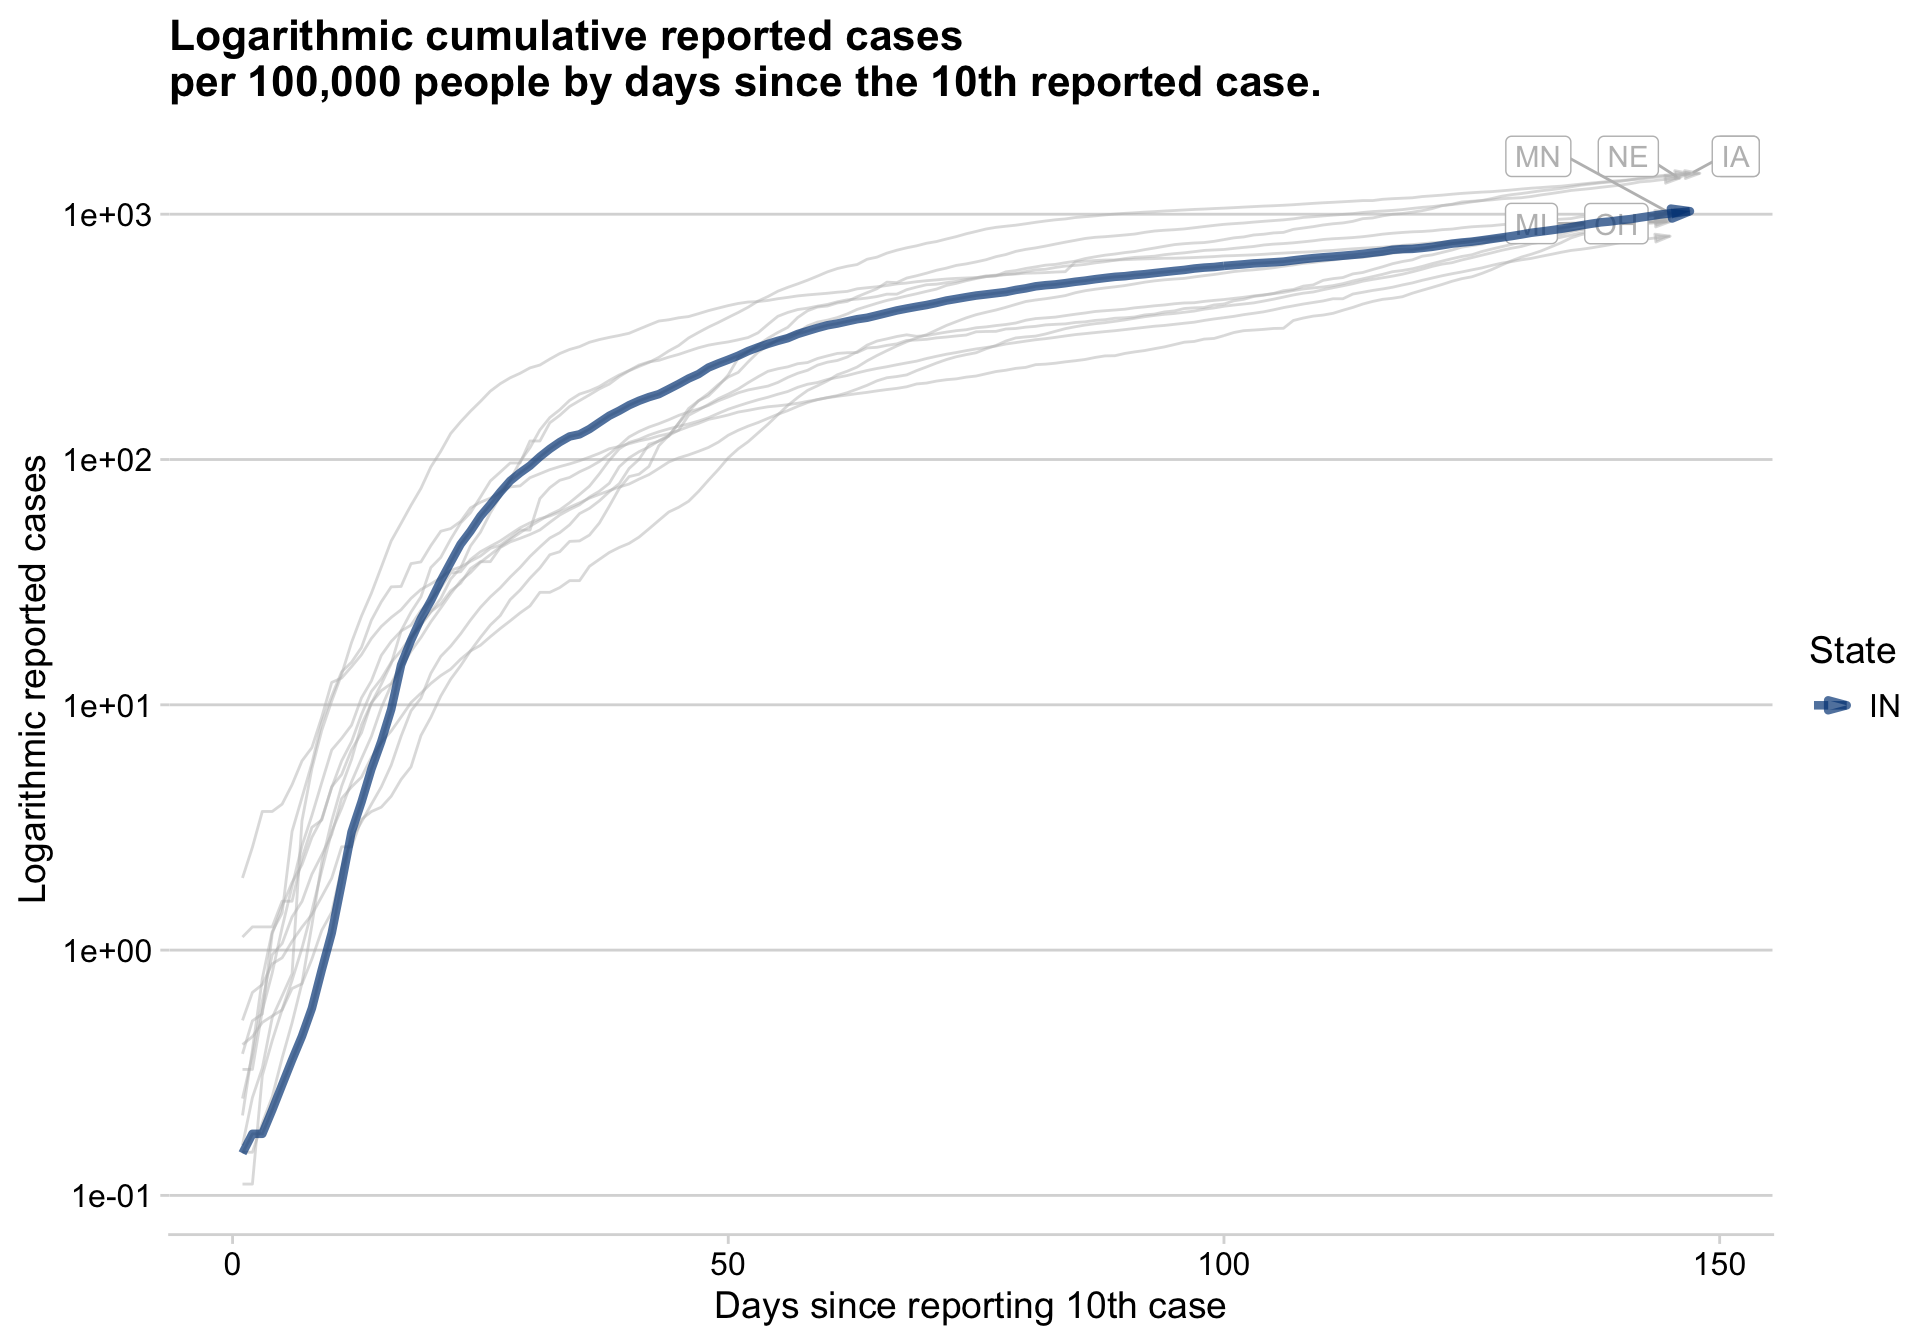 Logarithmic cumulative reported cases
per 100,000 people by days since the 10th reported case.
MN NE IA
1e+03
MI OH
1e+02
1e+01
1e+00
1e-01
Logarithmic reported cases
State
IN
0 50 100 150
Days since reporting 10th case